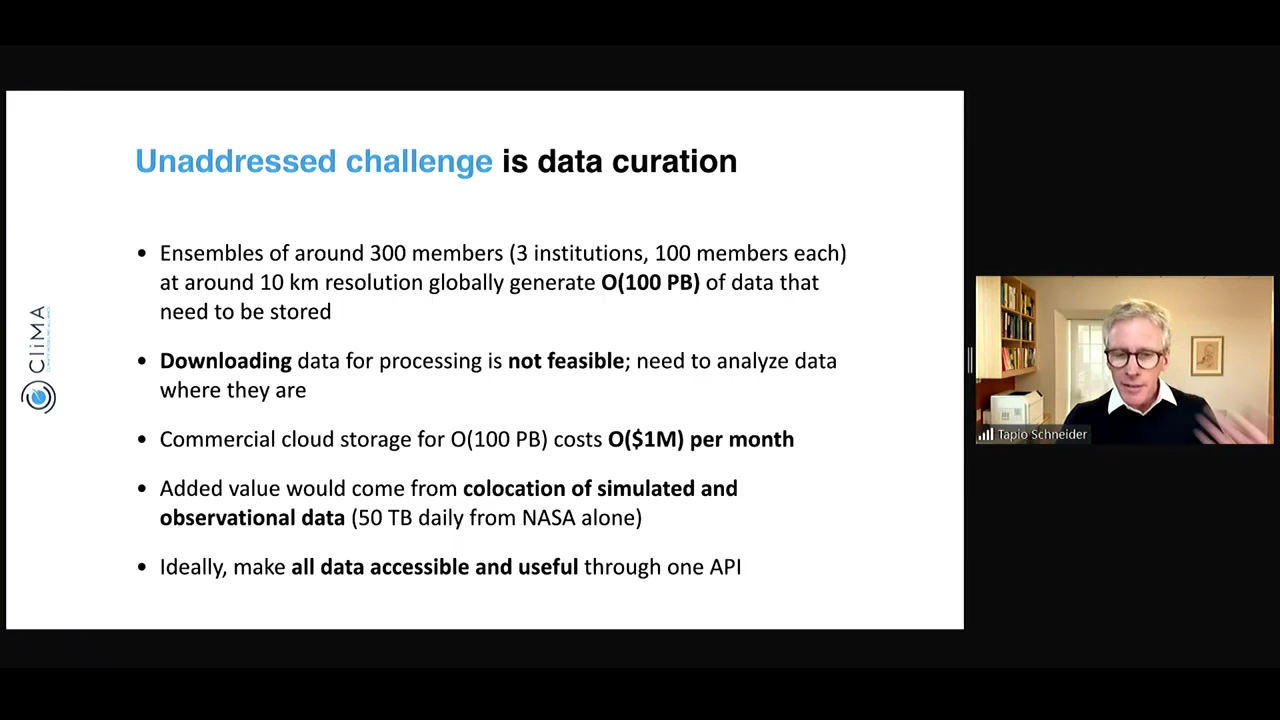 Unaddressed challenge is data curation
• Ensembles of around 300 members (3 institutions, 100 members each)
at around 10 km resolution globally generate O(100 PB) of data that
need to be stored
• Downloading data for processing is not feasible; need to analyze data
where they are
• Commercial cloud storage for O(100 PB) costs O($1M) per month
• Added value would come from colocation of simulated and
observational data (50 TB daily from NASA alone)
• Ideally, make all data accessible and useful through one API
CliMA
Tapio Schneider